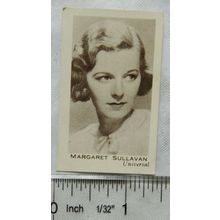 MARGARET SULLAVAN
Universal
0 Inch 1/32" 1